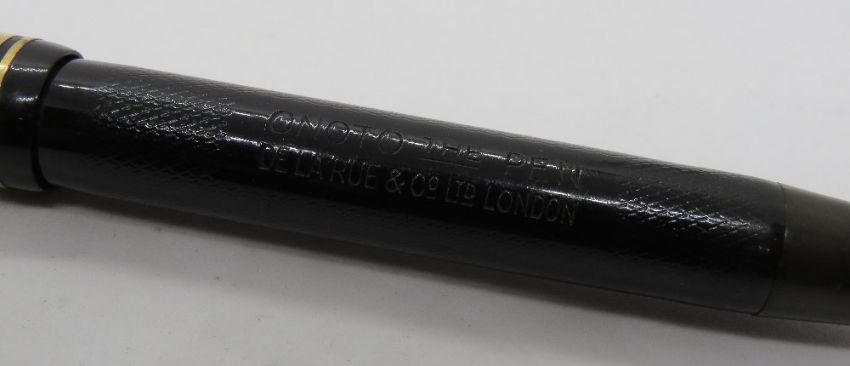 ONOTO THE PEN
DE LA RUE & Cº LTD LONDON